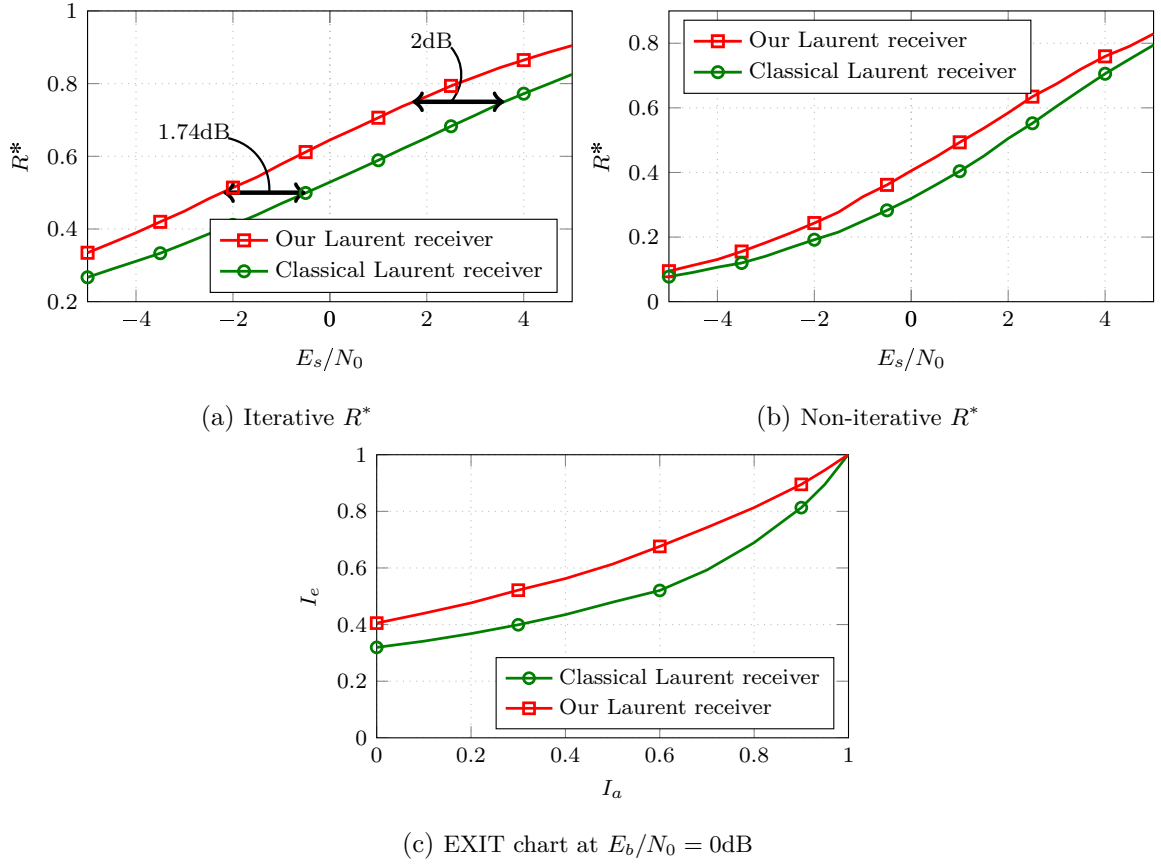 1
0.8
0.6
0.4
0.2
R*
2dB
1.74dB
Our Laurent receiver
Classical Laurent receiver
−4 −2 0 2 4
E_s/N_0
(a) Iterative R*
0.8
0.6
0.4
0.2
0
R*
Our Laurent receiver
Classical Laurent receiver
−4 −2 0 2 4
E_s/N_0
(b) Non-iterative R*
1
0.8
0.6
0.4
0.2
0
I_e
Classical Laurent receiver
Our Laurent receiver
0 0.2 0.4 0.6 0.8 1
I_a
(c) EXIT chart at E_b/N_0 = 0dB